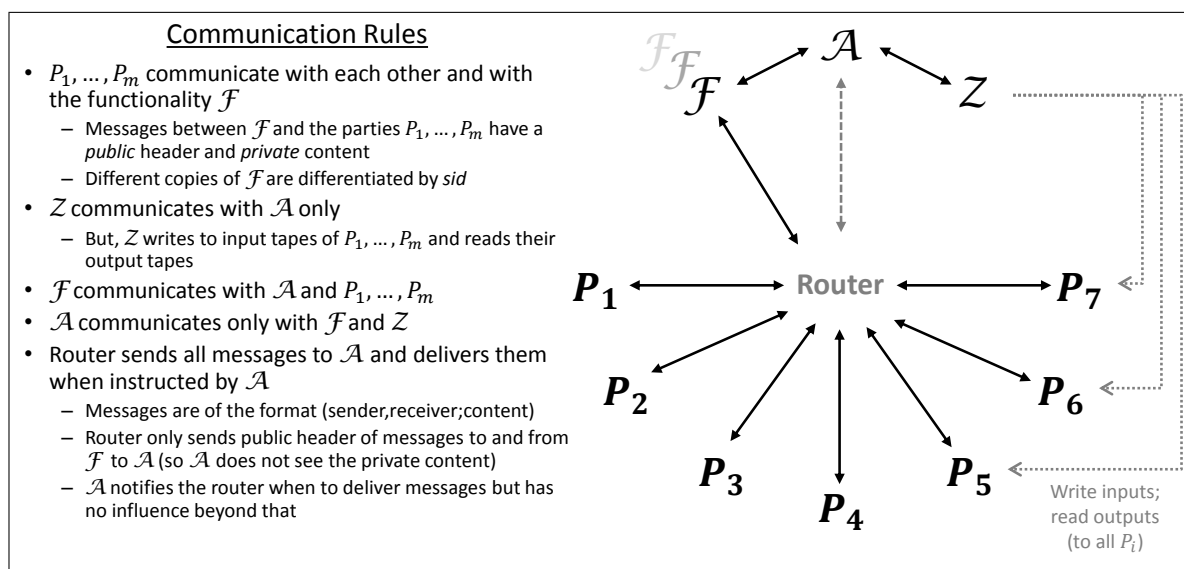 Communication Rules
• P₁, … , Pₘ communicate with each other and with
the functionality ℱ
– Messages between ℱ and the parties P₁, … , Pₘ have a
public header and private content
– Different copies of ℱ are differentiated by sid
• 𝒵 communicates with 𝒜 only
– But, 𝒵 writes to input tapes of P₁, … , Pₘ and reads their
output tapes
• ℱ communicates with 𝒜 and P₁, … , Pₘ
• 𝒜 communicates only with ℱ and 𝒵
• Router sends all messages to 𝒜 and delivers them
when instructed by 𝒜
– Messages are of the format (sender,receiver;content)
– Router only sends public header of messages to and from
ℱ to 𝒜 (so 𝒜 does not see the private content)
– 𝒜 notifies the router when to deliver messages but has
no influence beyond that
𝒜
ℱ
ℱ
ℱ
𝒵
P₁
Router
P₇
P₂
P₆
P₃
P₅
P₄
Write inputs;
read outputs
(to all Pᵢ)